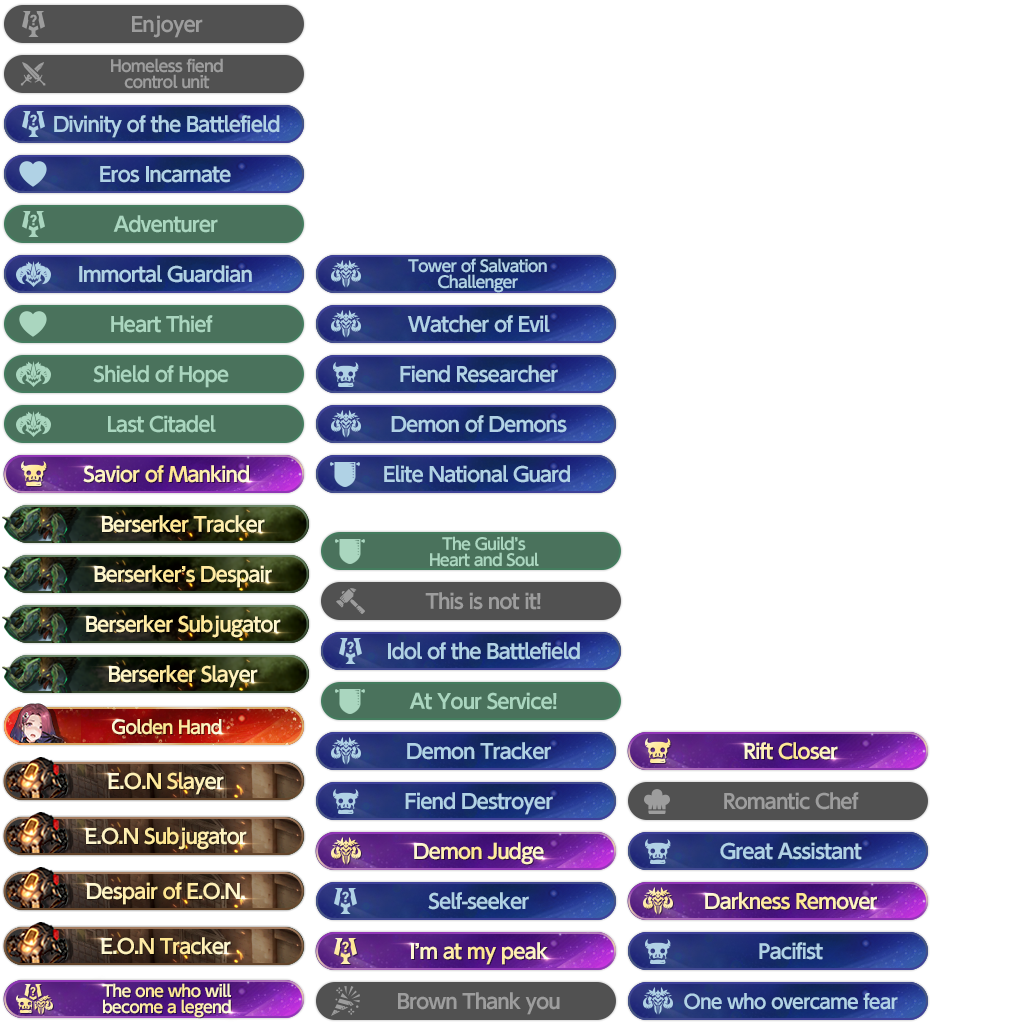 Enjoyer
Homeless fiend
control unit
Divinity of the Battlefield
Eros Incarnate
Adventurer
Immortal Guardian
Heart Thief
Shield of Hope
Last Citadel
Savior of Mankind
Berserker Tracker
Berserker's Despair
Berserker Subjugator
Berserker Slayer
Golden Hand
E.O.N Slayer
E.O.N Subjugator
Despair of E.O.N.
E.O.N Tracker
The one who will
become a legend
Tower of Salvation
Challenger
Watcher of Evil
Fiend Researcher
Demon of Demons
Elite National Guard
The Guild's
Heart and Soul
This is not it!
Idol of the Battlefield
At Your Service!
Demon Tracker
Fiend Destroyer
Demon Judge
Self-seeker
I'm at my peak
Brown Thank you
Rift Closer
Romantic Chef
Great Assistant
Darkness Remover
Pacifist
One who overcame fear